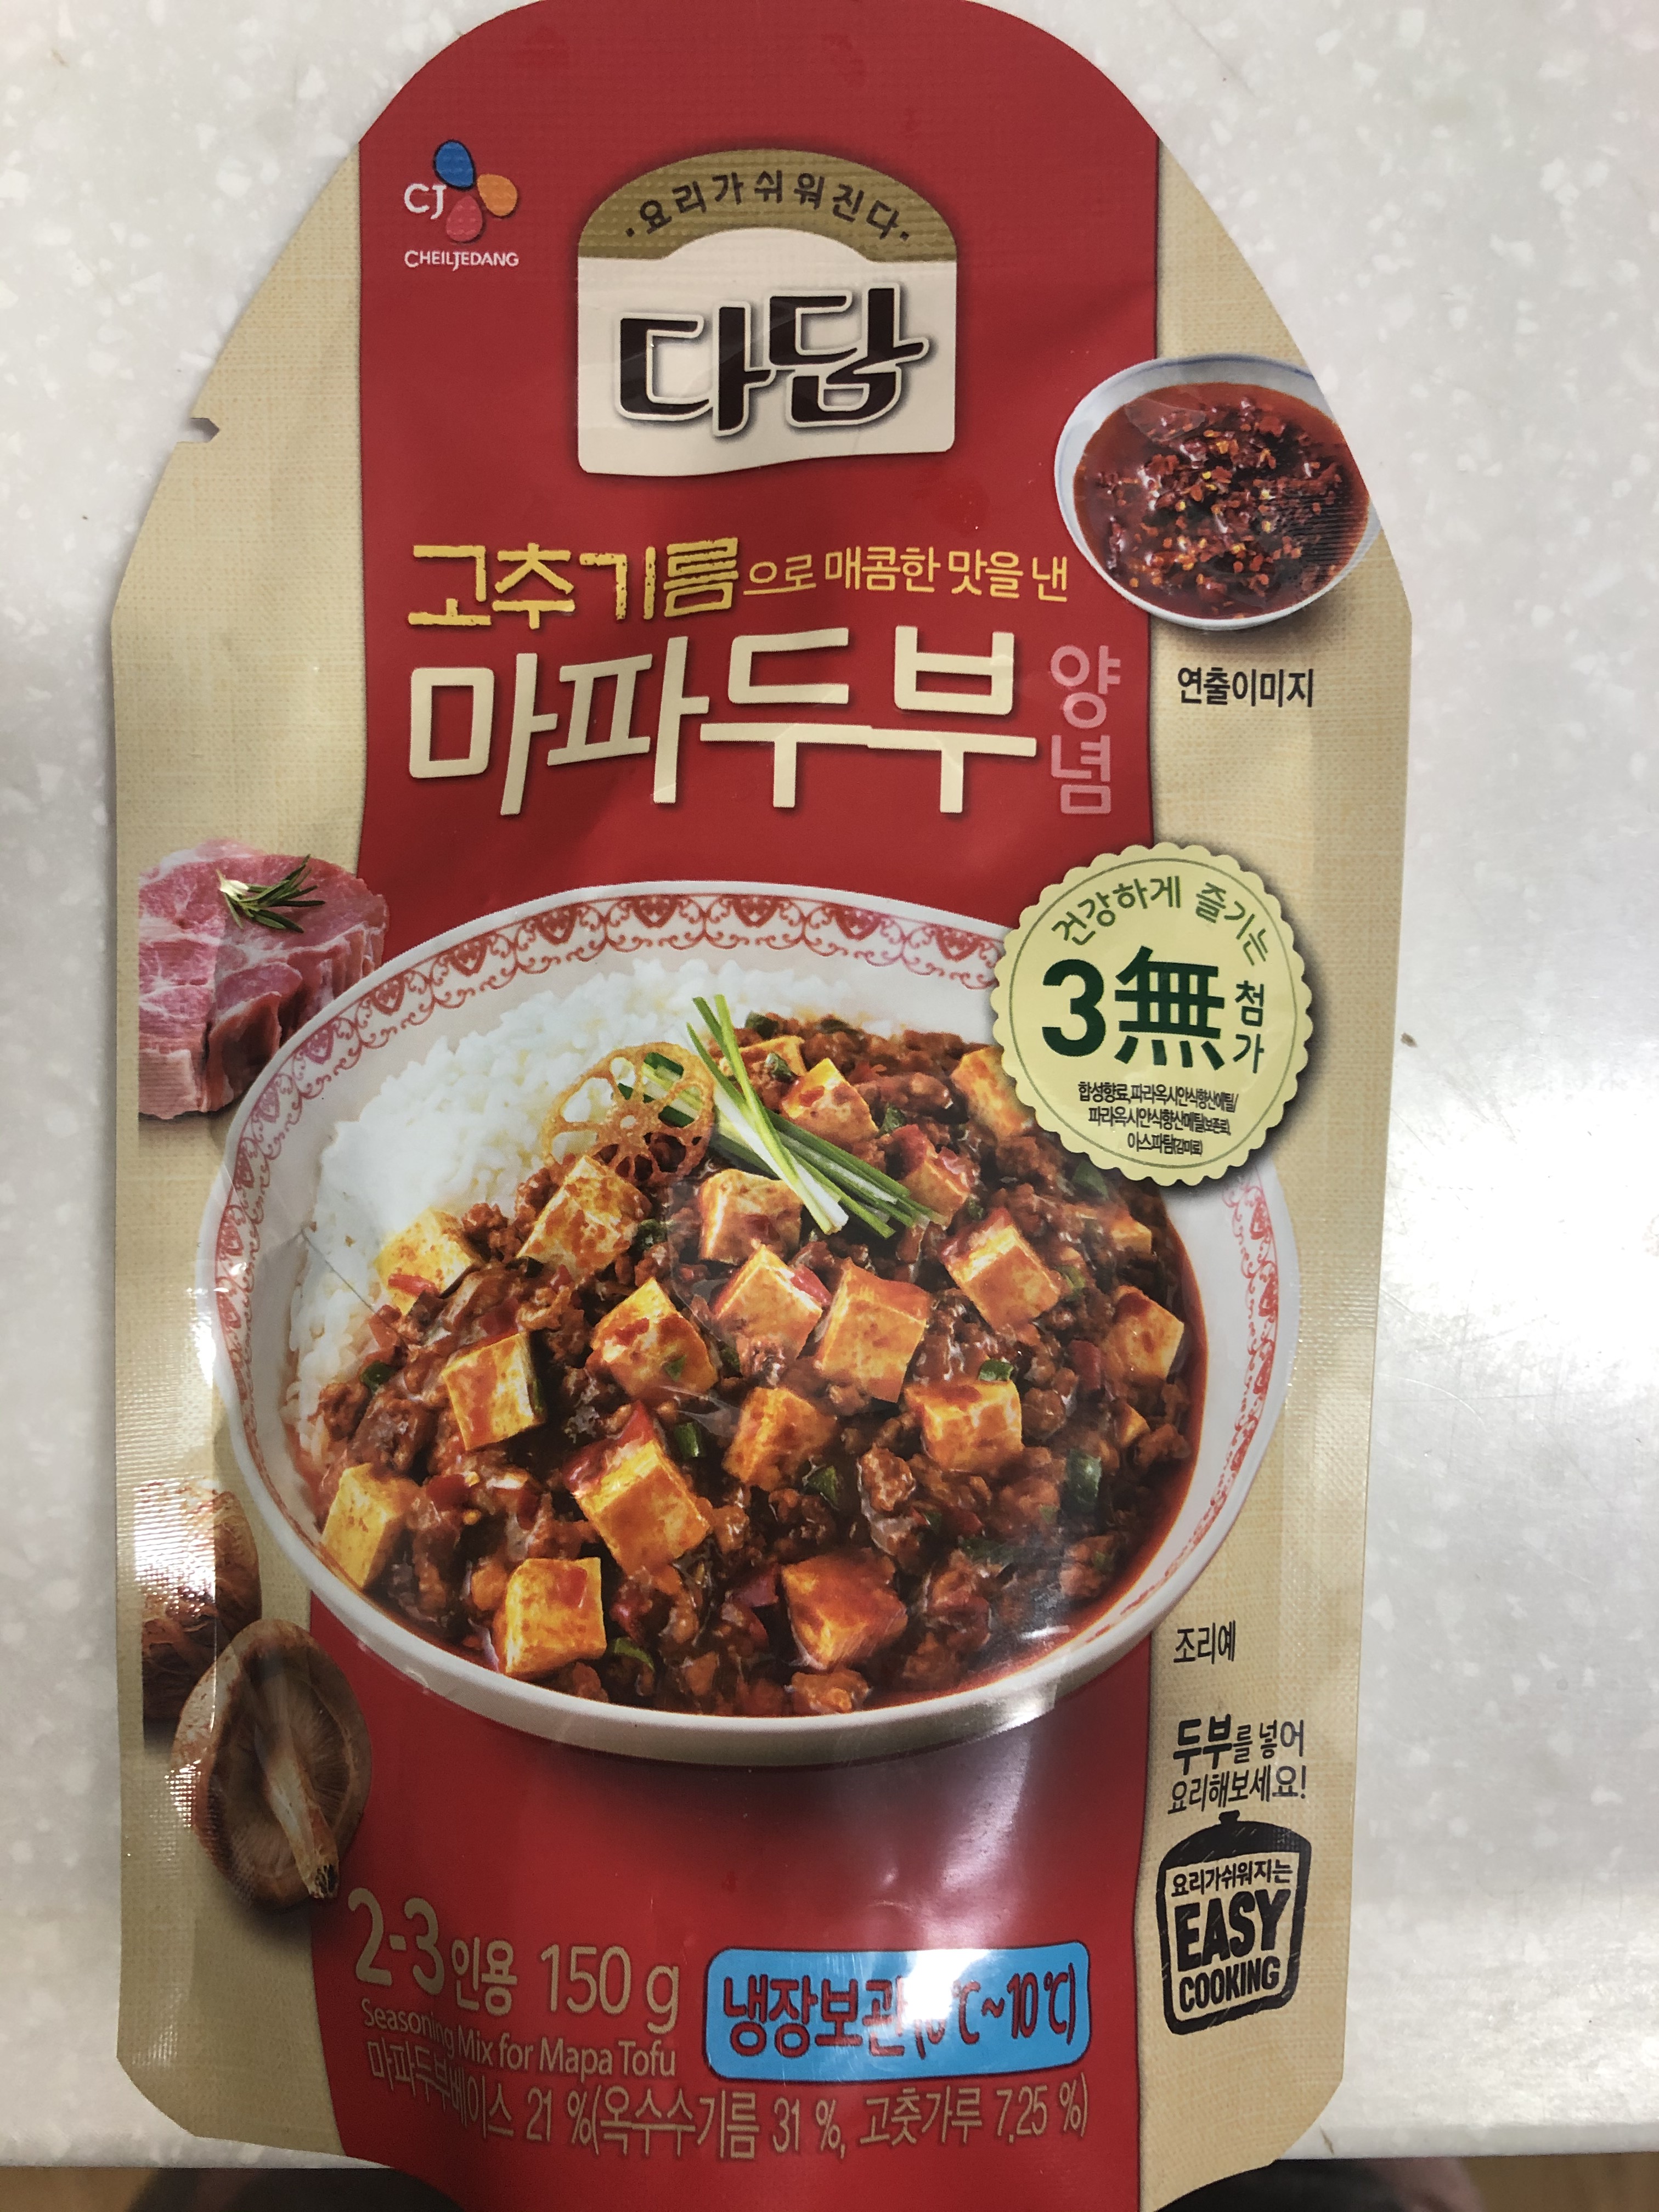 CJ
CHEILJEDANG
·요리가 쉬워진다·
다담
고추기름으로 매콤한 맛을 낸
마파두부 양념
연출이미지
건강하게 즐기는
3無 첨가
합성향료, 파라옥시안식향산에틸/
파라옥시안식향산메틸(보존료),
아스파탐(감미료)
조리예
두부를 넣어
요리해보세요!
요리가 쉬워지는
EASY
COOKING
2-3인용 150 g
냉장보관(0℃~10℃)
Seasoning Mix for Mapa Tofu
마파두부베이스 21 %(옥수수기름 31 %, 고춧가루 7.25 %)